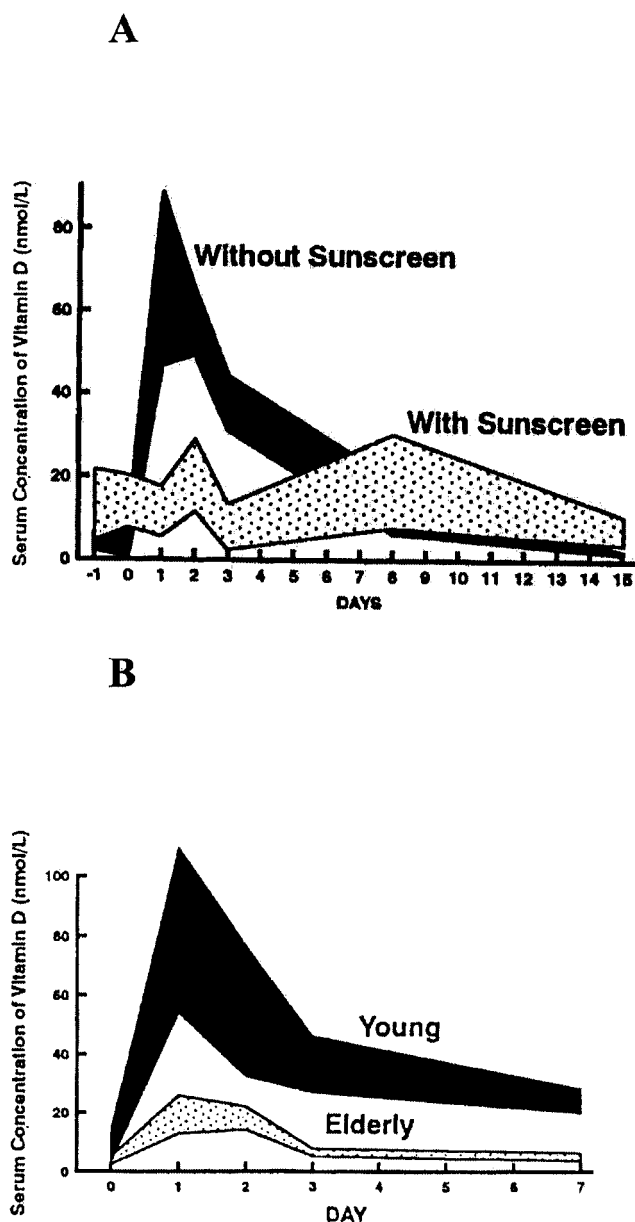 A
Serum Concentration of Vitamin D (nmol/L)
80
60
40
20
0
Without Sunscreen
With Sunscreen
-1 0 1 2 3 4 5 6 7 8 9 10 11 12 13 14 15
DAYS
B
Serum Concentration of Vitamin D (nmol/L)
100
80
60
40
20
0
Young
Elderly
0 1 2 3 4 5 6 7
DAY